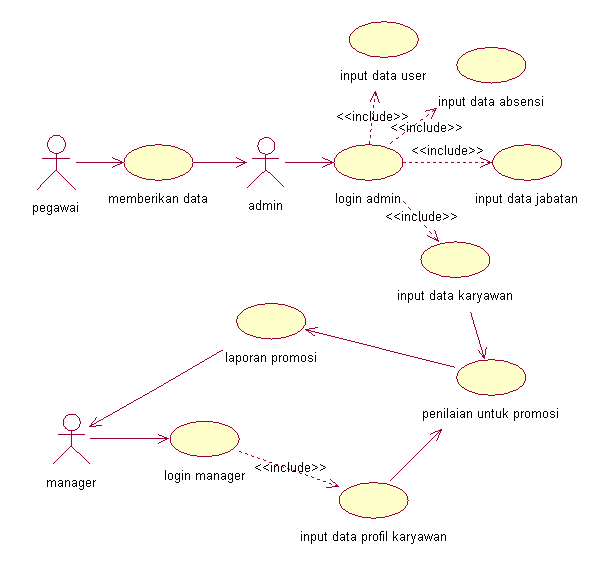 input data user
input data absensi
<<include>>
<<include>>
<<include>>
pegawai
memberikan data
admin
login admin
input data jabatan
<<include>>
input data karyawan
laporan promosi
penilaian untuk promosi
manager
login manager
<<include>>
input data profil karyawan